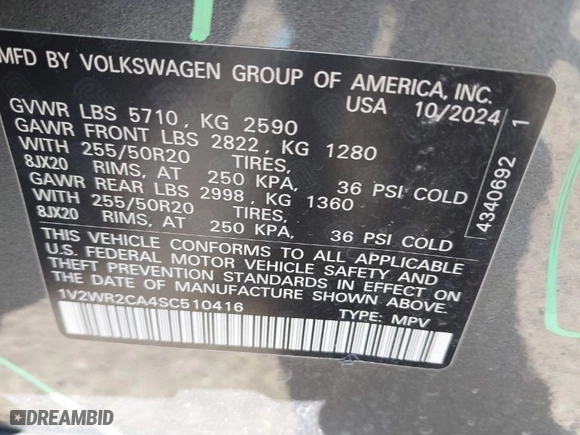 MFD BY VOLKSWAGEN GROUP OF AMERICA, INC.
USA 10/2024
GVWR LBS 5710, KG 2590
GAWR FRONT LBS 2822, KG 1280
WITH 255/50R20 TIRES,
8JX20 RIMS, AT 250 KPA, 36 PSI COLD
GAWR REAR LBS 2998, KG 1360
WITH 255/50R20 TIRES,
8JX20 RIMS, AT 250 KPA, 36 PSI COLD
THIS VEHICLE CONFORMS TO ALL APPLICABLE
U.S. FEDERAL MOTOR VEHICLE SAFETY AND
THEFT PREVENTION STANDARDS IN EFFECT ON
THE DATE OF MANUFACTURE SHOWN ABOVE.
1V2WR2CA4SC510416 TYPE: MPV
4340692 1
DREAMBID